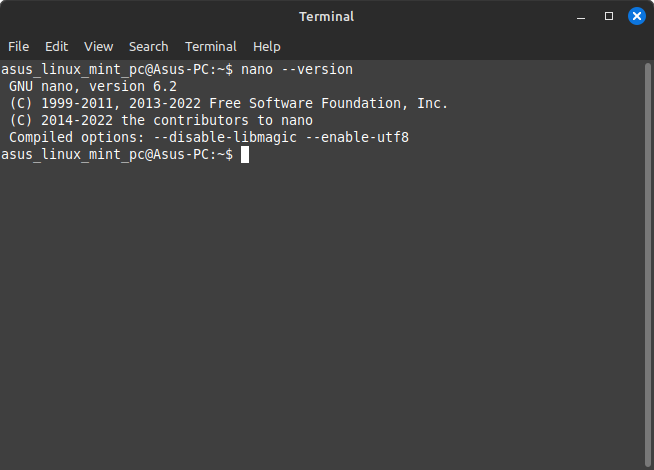 Terminal
File Edit View Search Terminal Help
asus_linux_mint_pc@Asus-PC:~$ nano --version
GNU nano, version 6.2
(C) 1999-2011, 2013-2022 Free Software Foundation, Inc.
(C) 2014-2022 the contributors to nano
Compiled options: --disable-libmagic --enable-utf8
asus_linux_mint_pc@Asus-PC:~$